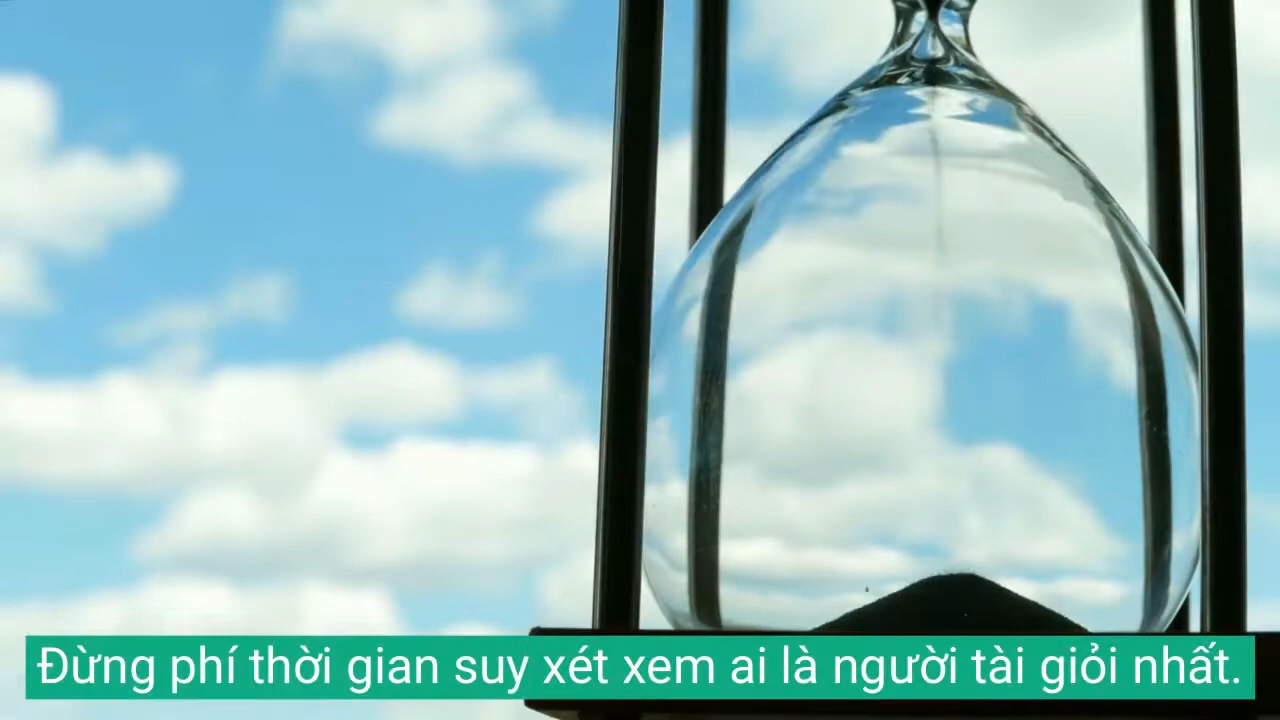 Đừng phí thời gian suy xét xem ai là người tài giỏi nhất.